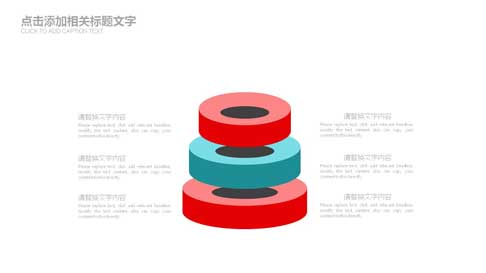 点击添加相关标题文字
CLICK TO ADD CAPTION TEXT
请替换文字内容
Please replace text, click add relevant headline,
modify the text content, also can copy your
content to this directly.
请替换文字内容
Please replace text, click add relevant headline,
modify the text content, also can copy your
content to this directly.
请替换文字内容
Please replace text, click add relevant headline,
modify the text content, also can copy your
content to this directly.
请替换文字内容
Please replace text, click add relevant headline,
modify the text content, also can copy your
content to this directly.
请替换文字内容
Please replace text, click add relevant headline,
modify the text content, also can copy your
content to this directly.
请替换文字内容
Please replace text, click add relevant headline,
modify the text content, also can copy your
content to this directly.